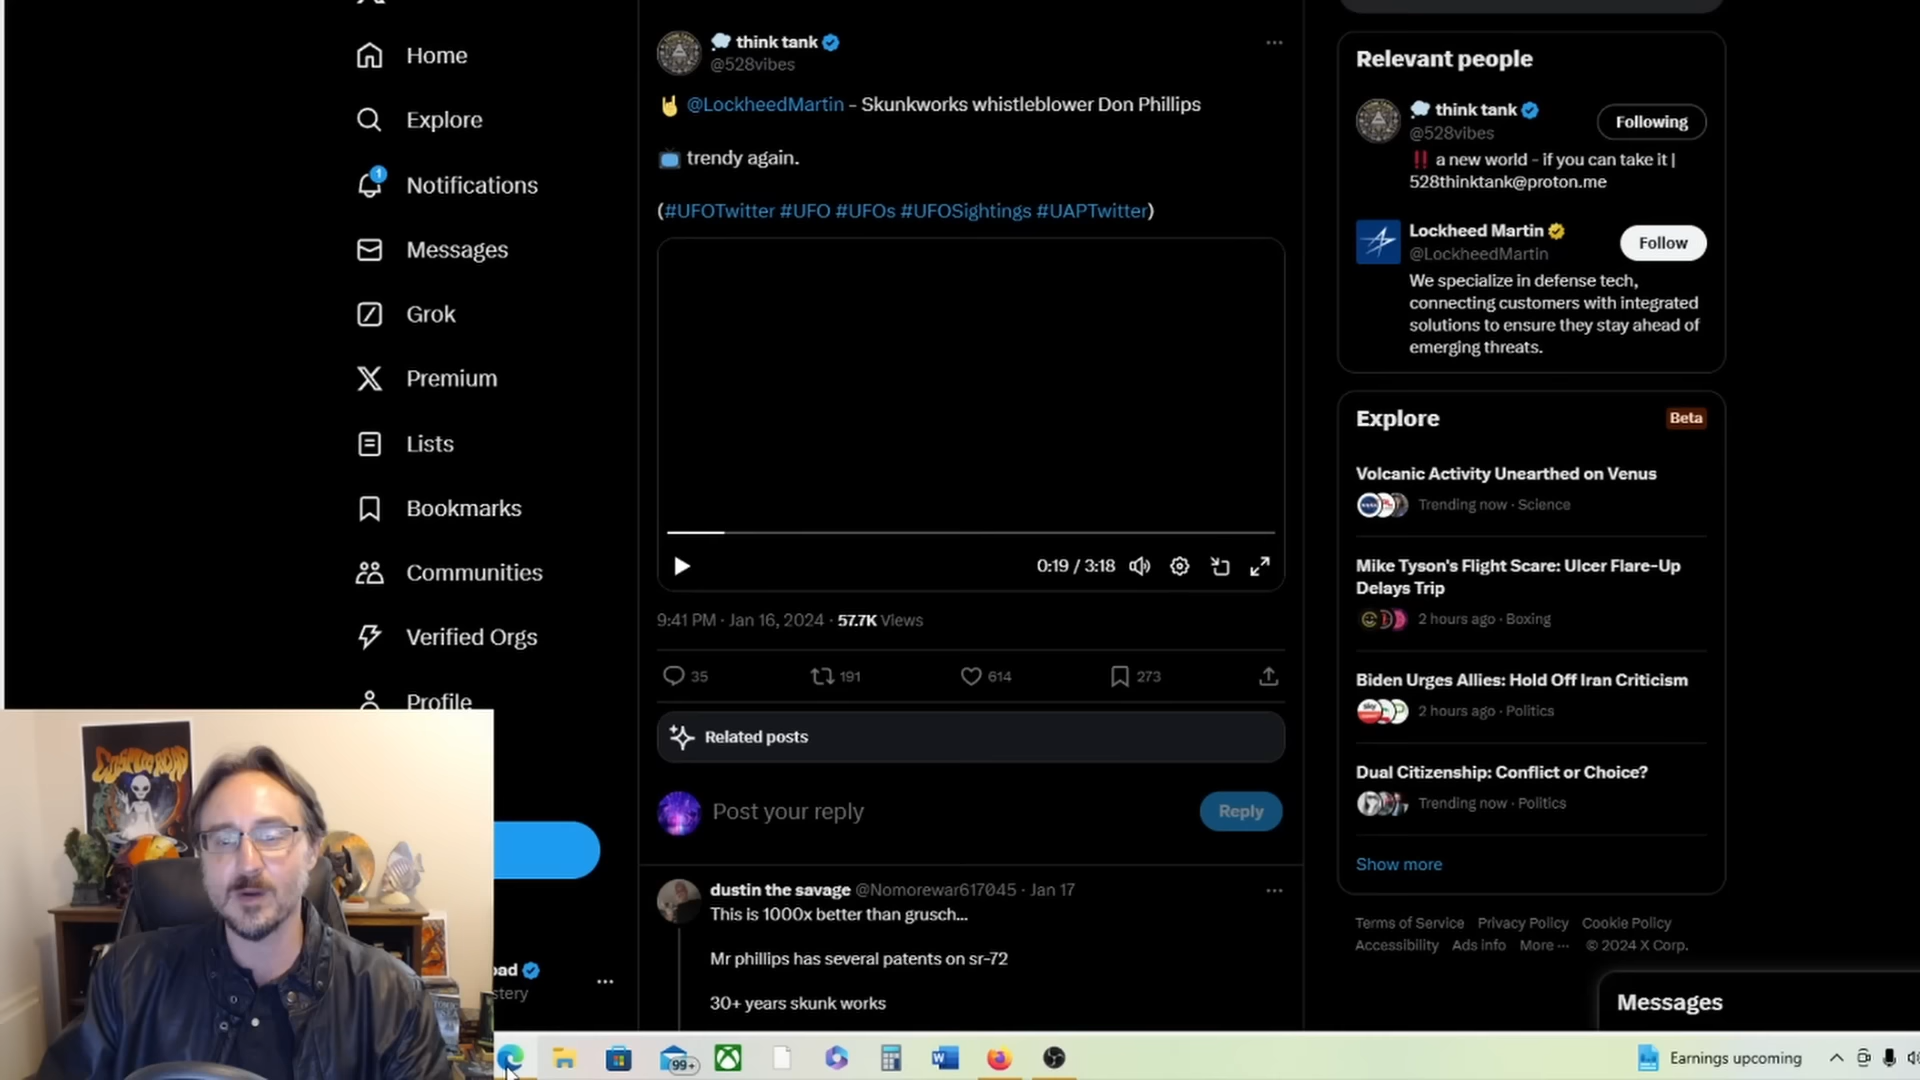 Home
Explore
1
Notifications
Messages
Grok
Premium
Lists
Bookmarks
Communities
Verified Orgs
Profile
think tank
@528vibes
@LockheedMartin - Skunkworks whistleblower Don Phillips
trendy again.
(#UFOTwitter #UFO #UFOs #UFOSightings #UAPTwitter)
0:19 / 3:18
9:41 PM · Jan 16, 2024 · 57.7K Views
35
191
614
273
Related posts
Post your reply
Reply
dustin the savage @Nomorewar617045 · Jan 17
This is 1000x better than grusch...
Mr phillips has several patents on sr-72
30+ years skunk works
Relevant people
think tank
@528vibes
Following
‼ a new world - if you can take it |
528thinktank@proton.me
Lockheed Martin
@LockheedMartin
Follow
We specialize in defense tech,
connecting customers with integrated
solutions to ensure they stay ahead of
emerging threats.
Explore
Beta
Volcanic Activity Unearthed on Venus
Trending now · Science
Mike Tyson's Flight Scare: Ulcer Flare-Up
Delays Trip
2 hours ago · Boxing
Biden Urges Allies: Hold Off Iran Criticism
2 hours ago · Politics
Dual Citizenship: Conflict or Choice?
Trending now · Politics
Show more
Terms of Service Privacy Policy Cookie Policy
Accessibility Ads info More ··· © 2024 X Corp.
Messages
COSMIC ROAD
oad
stery
99+
Earnings upcoming